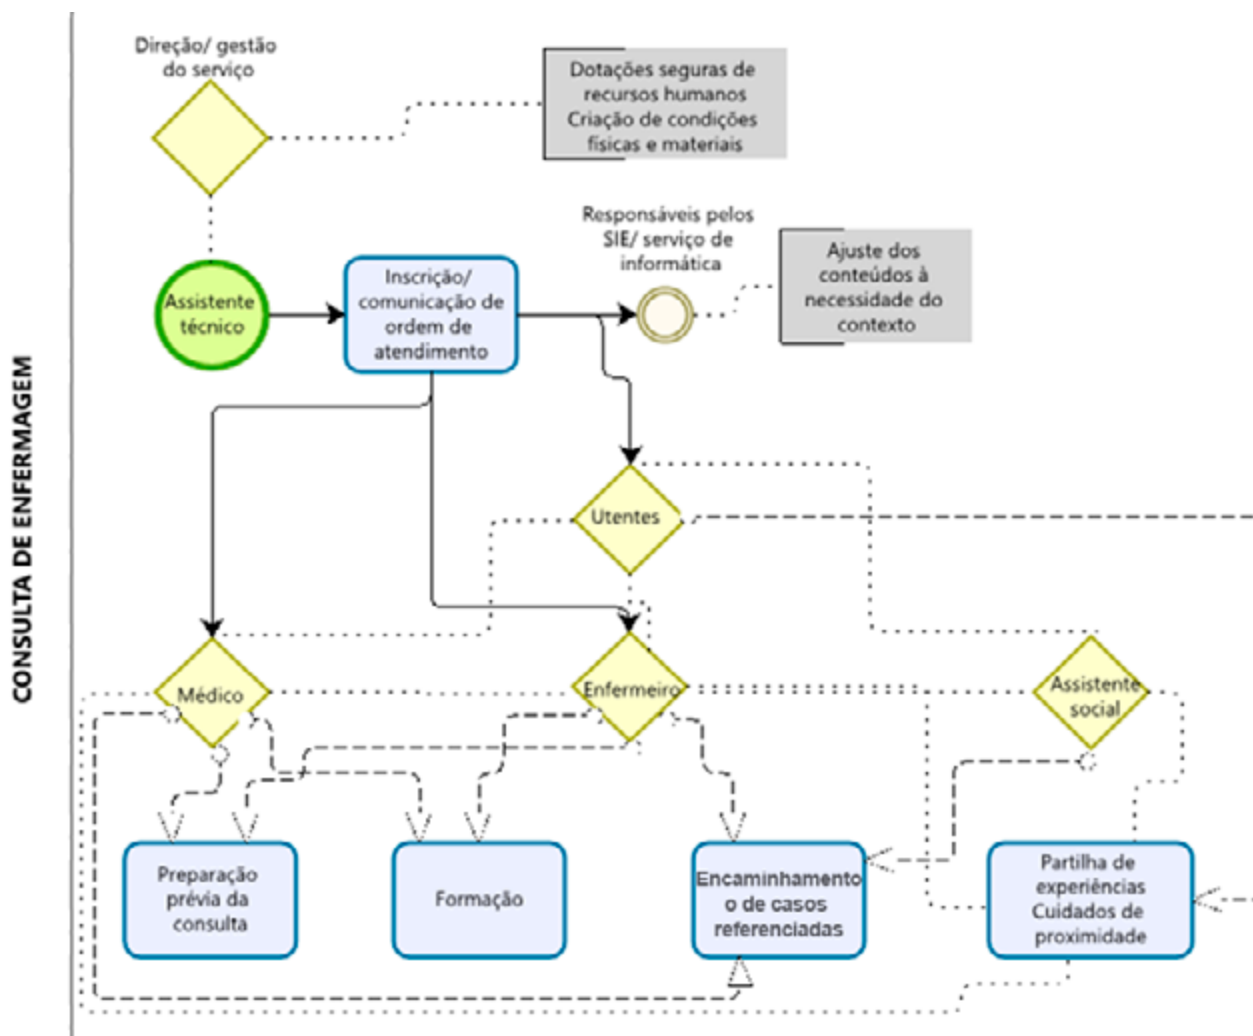 CONSULTA DE ENFERMAGEM
Direção/ gestão
do serviço
Dotações seguras de
recursos humanos
Criação de condições
físicas e materiais
Responsáveis pelos
SIE/ serviço de
informática
Ajuste dos
conteúdos à
necessidade do
contexto
Assistente
técnico
Inscrição/
comunicação de
ordem de
atendimento
Utentes
Médico
Enfermeiro
Assistente
social
Preparação
prévia da
consulta
Formação
Encaminhamento
o de casos
referenciadas
Partilha de
experiências
Cuidados de
proximidade